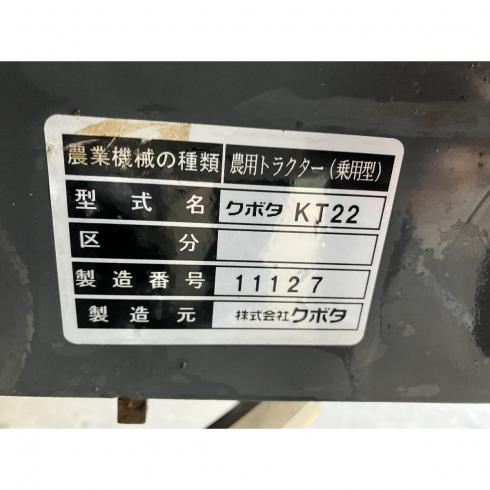 農業機械の種類 農用トラクター(乗用型)
型式名 クボタ KT22
区分
製造番号 11127
製造元 株式会社クボタ